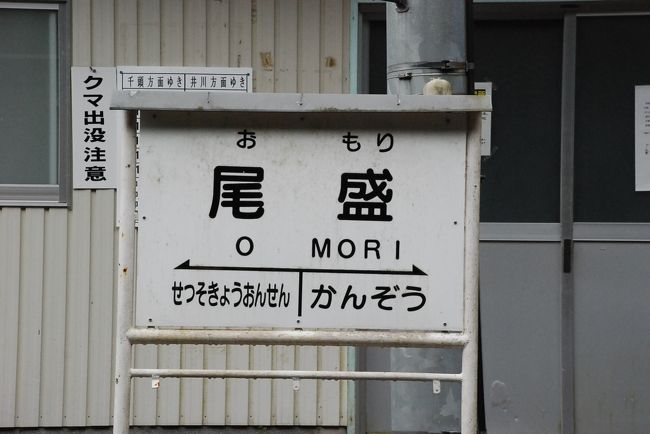 千頭方面ゆき 井川方面ゆき
クマ出没注意
お もり
尾 盛
O MORI
せつそきょうおんせん かんぞう